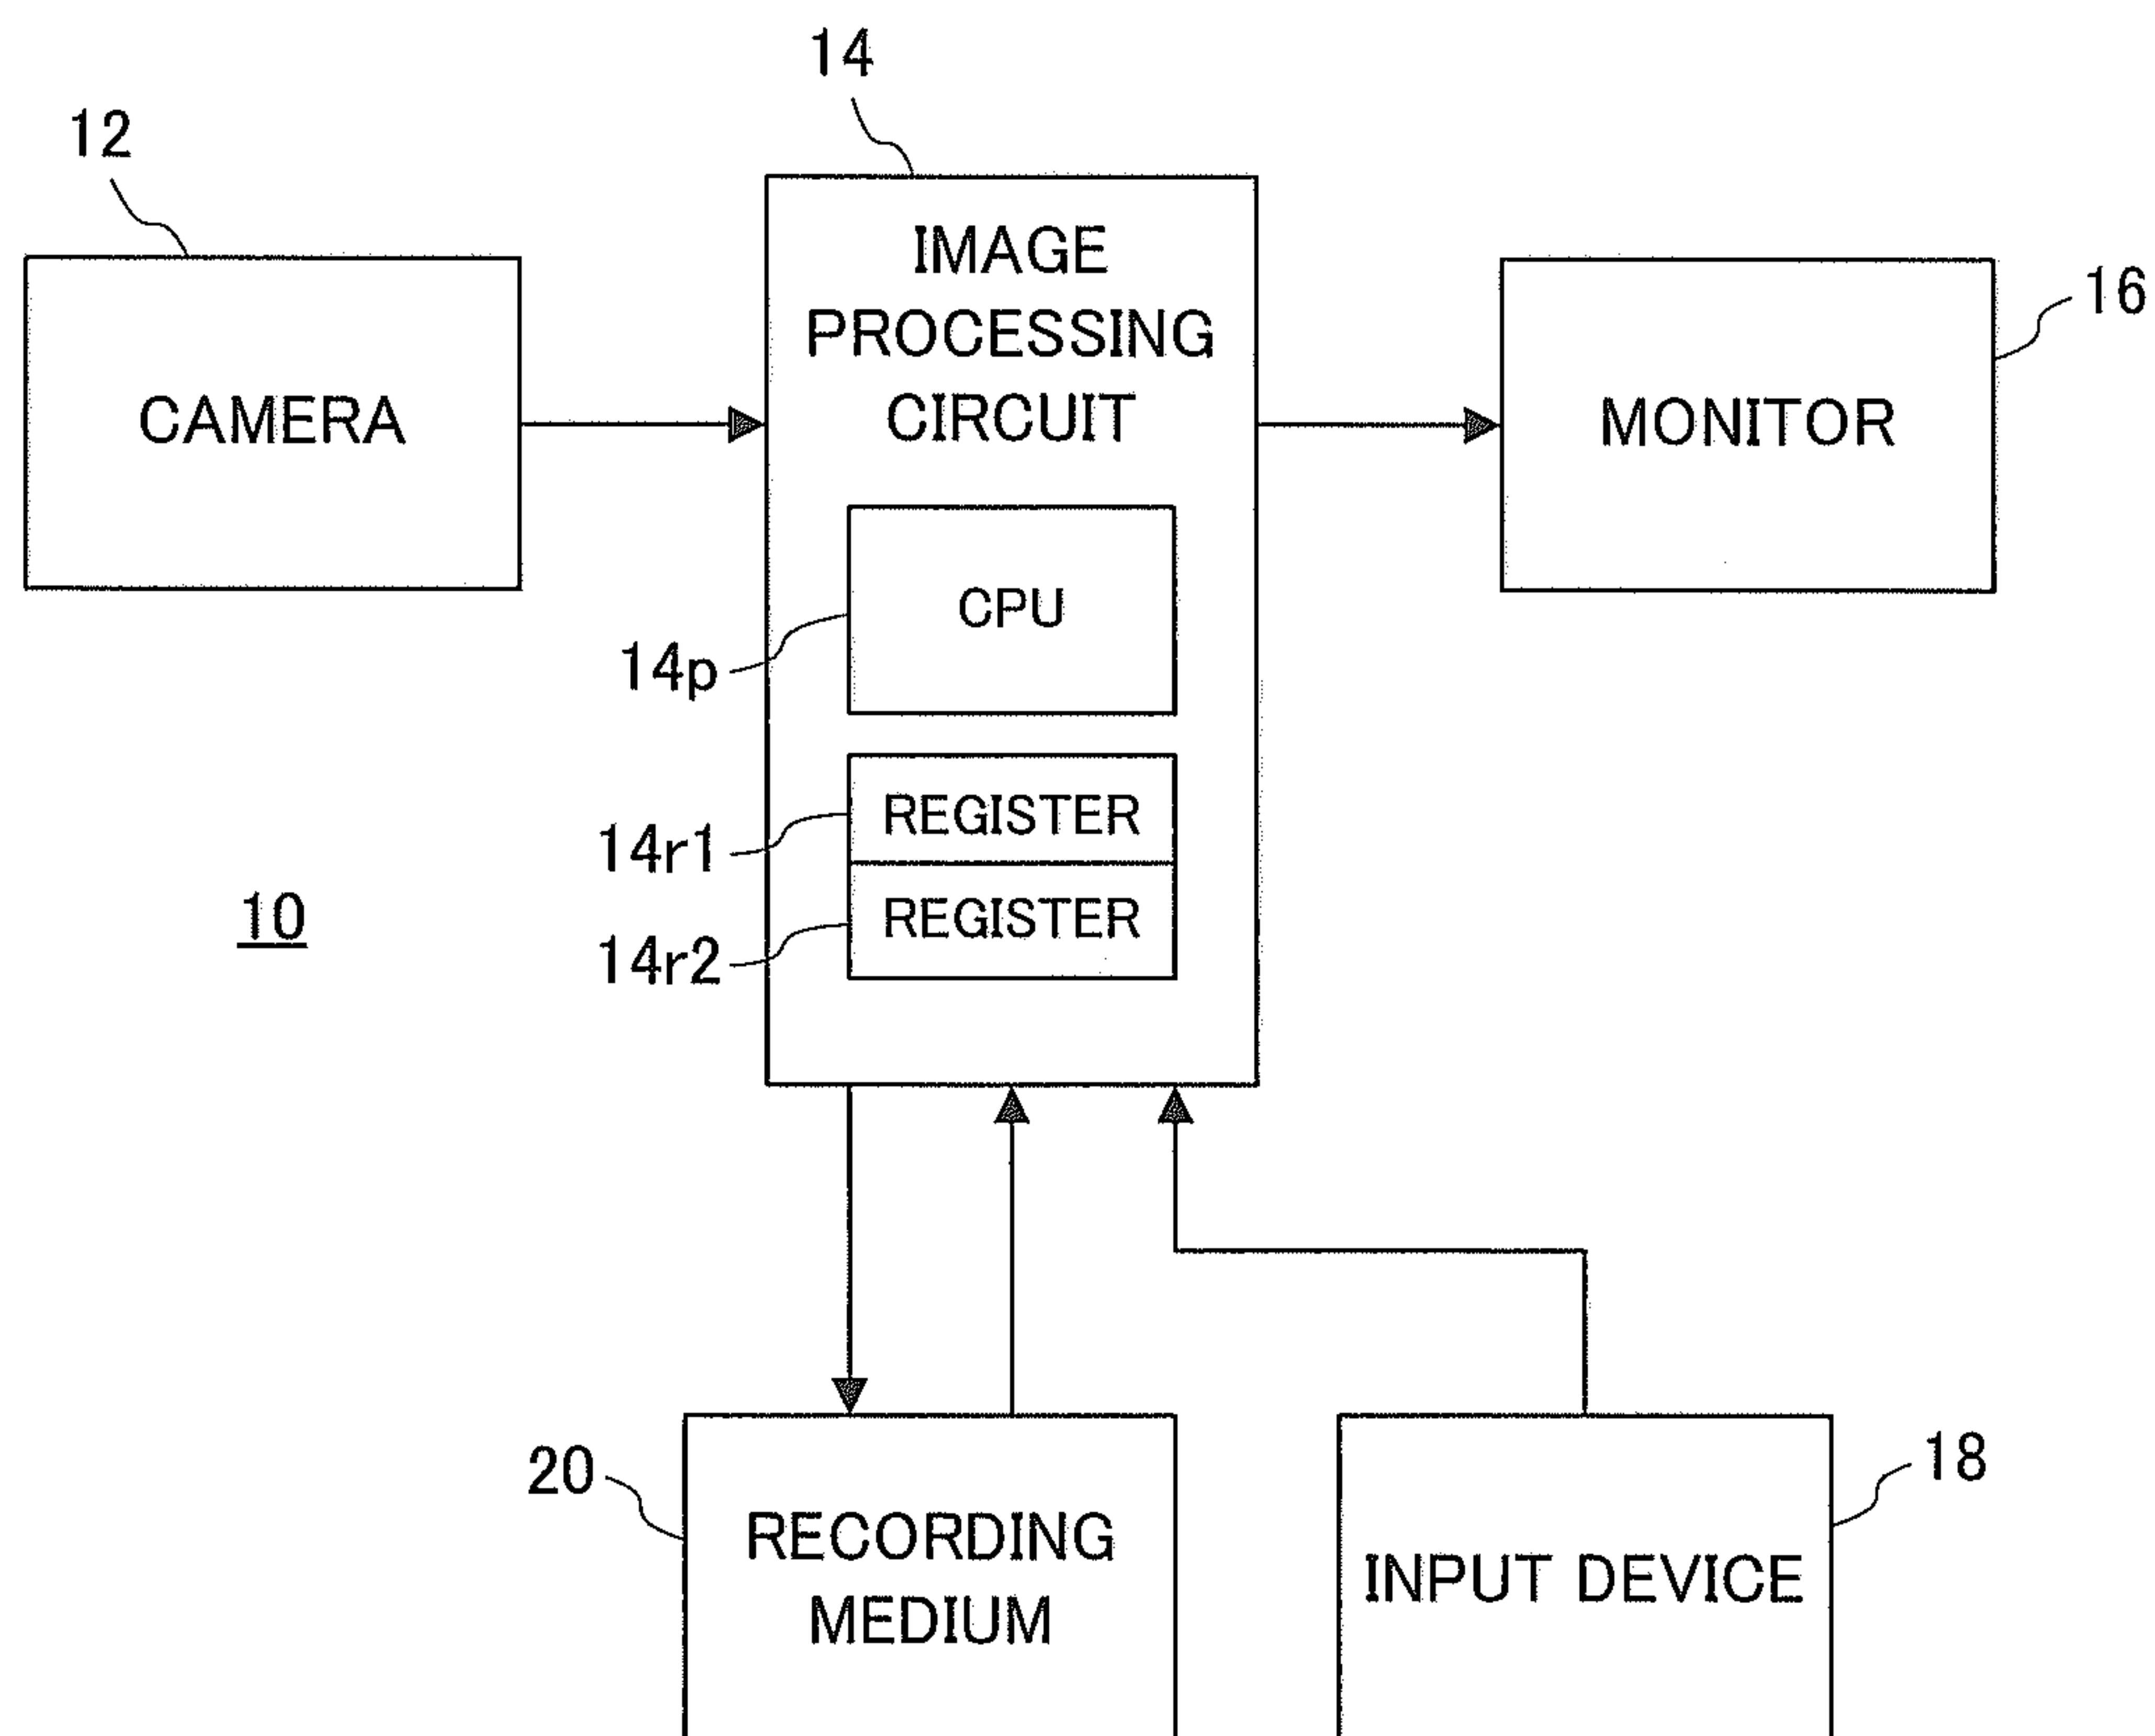 14
12
IMAGE
PROCESSING
CIRCUIT
16
CAMERA
MONITOR
CPU
14p
REGISTER
14r1
REGISTER
14r2
10
20
18
RECORDING
MEDIUM
INPUT DEVICE